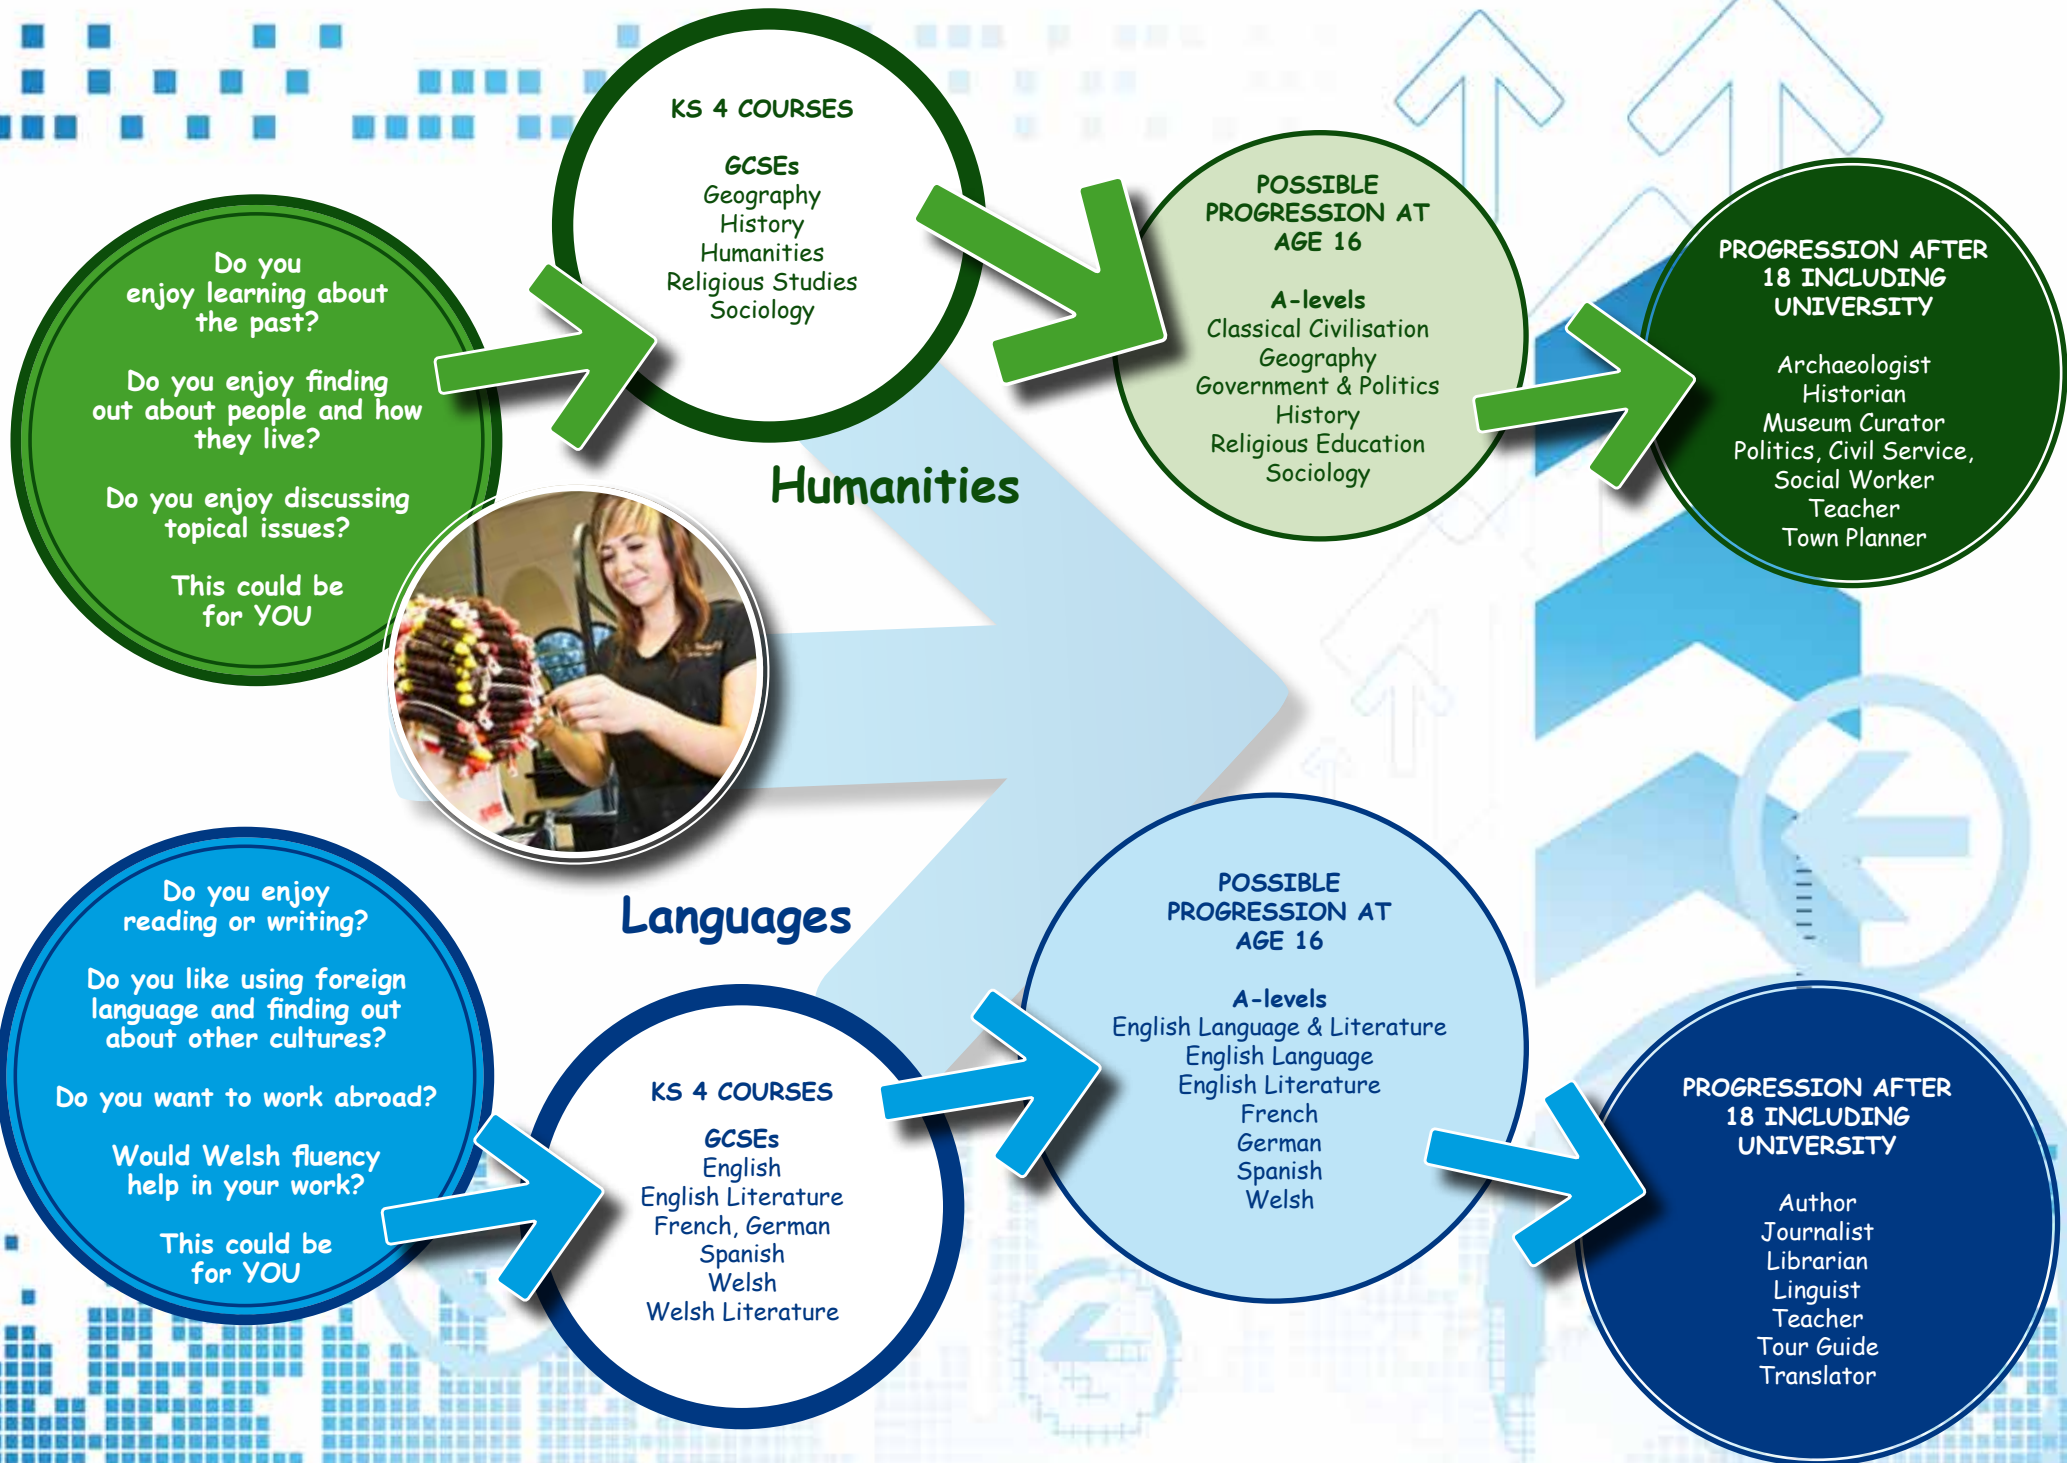 Do you
enjoy learning about
the past?
Do you enjoy finding
out about people and how
they live?
Do you enjoy discussing
topical issues?
This could be
for YOU
KS 4 COURSES
GCSEs
Geography
History
Humanities
Religious Studies
Sociology
POSSIBLE
PROGRESSION AT
AGE 16
A-levels
Classical Civilisation
Geography
Government & Politics
History
Religious Education
Sociology
PROGRESSION AFTER
18 INCLUDING
UNIVERSITY
Archaeologist
Historian
Museum Curator
Politics, Civil Service,
Social Worker
Teacher
Town Planner
Humanities
Languages
Do you enjoy
reading or writing?
Do you like using foreign
language and finding out
about other cultures?
Do you want to work abroad?
Would Welsh fluency
help in your work?
This could be
for YOU
KS 4 COURSES
GCSEs
English
English Literature
French, German
Spanish
Welsh
Welsh Literature
POSSIBLE
PROGRESSION AT
AGE 16
A-levels
English Language & Literature
English Language
English Literature
French
German
Spanish
Welsh
PROGRESSION AFTER
18 INCLUDING
UNIVERSITY
Author
Journalist
Librarian
Linguist
Teacher
Tour Guide
Translator